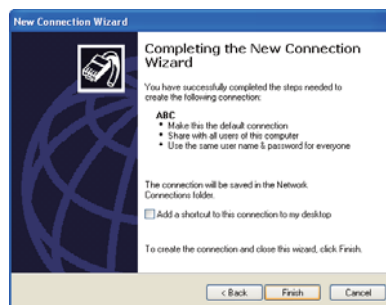 New Connection Wizard
Completing the New Connection
Wizard
You have successfully completed the steps needed to
create the following connection:
ABC
• Make this the default connection
• Share with all users of this computer
• Use the same user name & password for everyone
The connection will be saved in the Network
Connections folder.
Add a shortcut to this connection to my desktop
To create the connection and close this wizard, click Finish.
< Back
Finish
Cancel